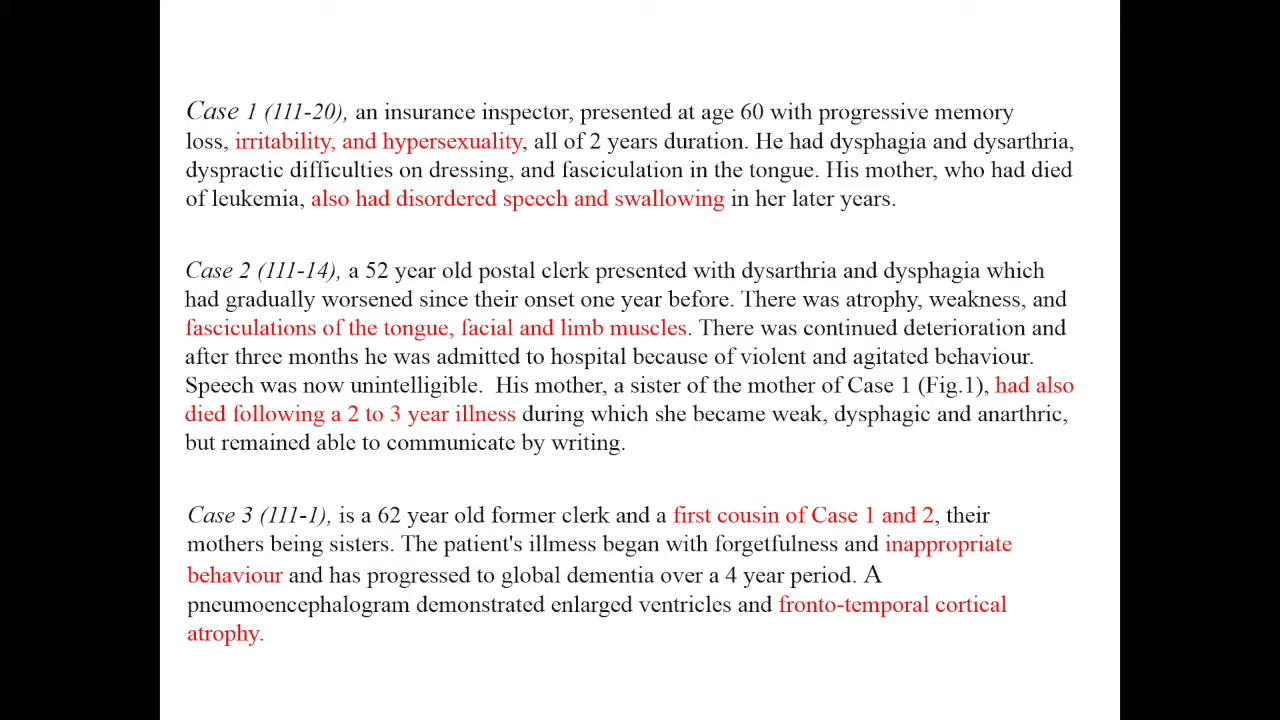 Case 1 (111-20), an insurance inspector, presented at age 60 with progressive memory
loss, irritability, and hypersexuality, all of 2 years duration. He had dysphagia and dysarthria,
dyspractic difficulties on dressing, and fasciculation in the tongue. His mother, who had died
of leukemia, also had disordered speech and swallowing in her later years.
Case 2 (111-14), a 52 year old postal clerk presented with dysarthria and dysphagia which
had gradually worsened since their onset one year before. There was atrophy, weakness, and
fasciculations of the tongue, facial and limb muscles. There was continued deterioration and
after three months he was admitted to hospital because of violent and agitated behaviour.
Speech was now unintelligible. His mother, a sister of the mother of Case 1 (Fig.1), had also
died following a 2 to 3 year illness during which she became weak, dysphagic and anarthric,
but remained able to communicate by writing.
Case 3 (111-1), is a 62 year old former clerk and a first cousin of Case 1 and 2, their
mothers being sisters. The patient's illmess began with forgetfulness and inappropriate
behaviour and has progressed to global dementia over a 4 year period. A
pneumoencephalogram demonstrated enlarged ventricles and fronto-temporal cortical
atrophy.